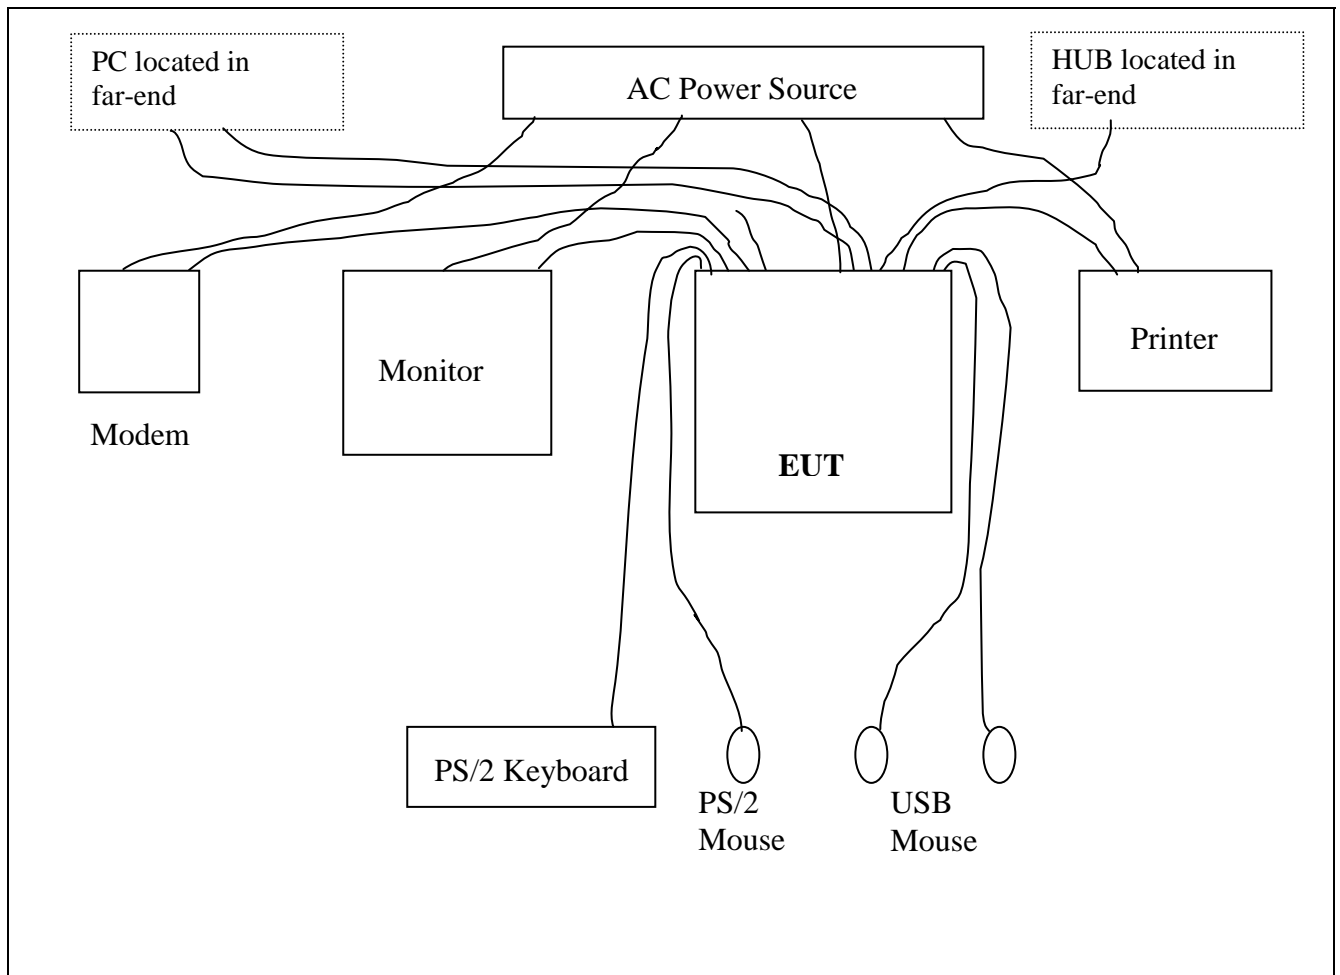 PC located in
far-end
AC Power Source
HUB located in
far-end
Modem
Monitor
EUT
Printer
PS/2 Keyboard
PS/2
Mouse
USB
Mouse